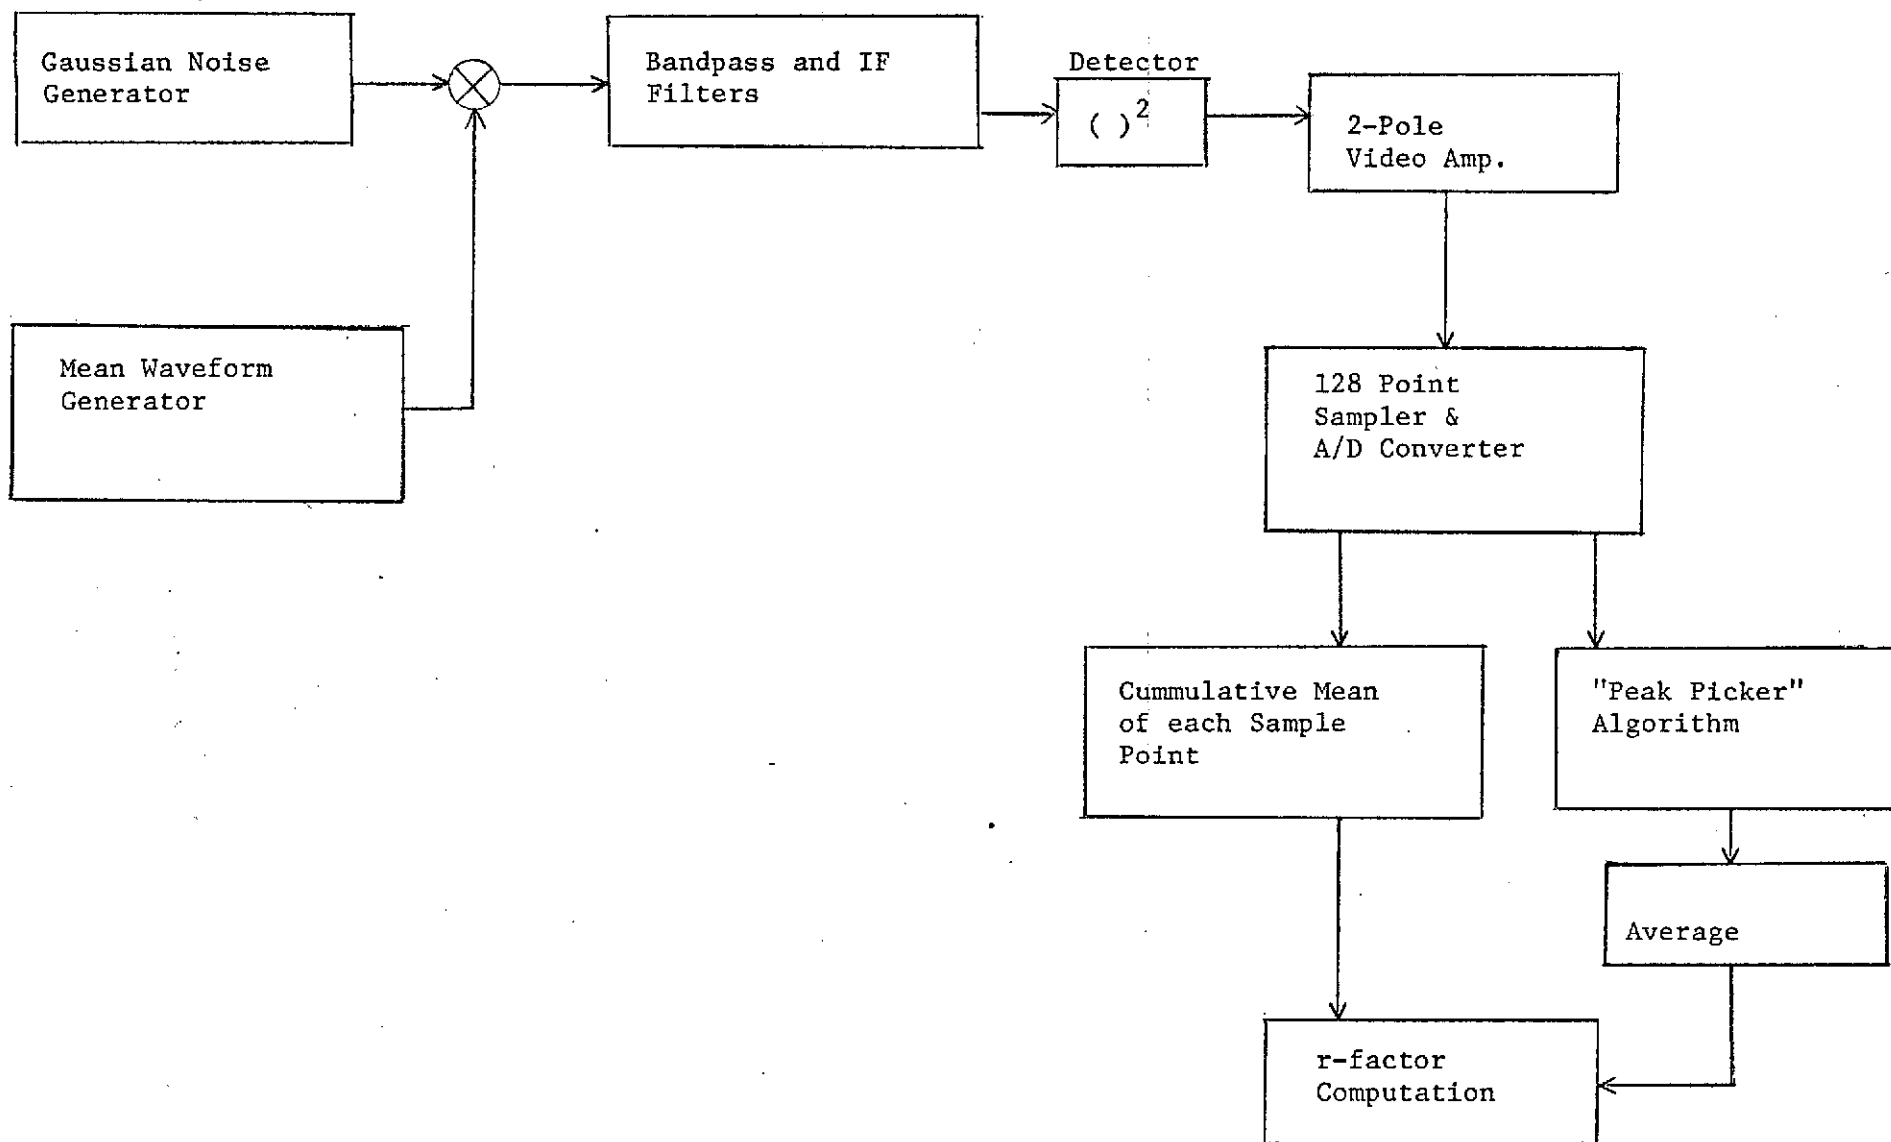 Gaussian Noise
Generator
Bandpass and IF
Filters
Detector
( )²
2-Pole
Video Amp.
Mean Waveform
Generator
128 Point
Sampler &
A/D Converter
Cummulative Mean
of each Sample
Point
"Peak Picker"
Algorithm
Average
r-factor
Computation